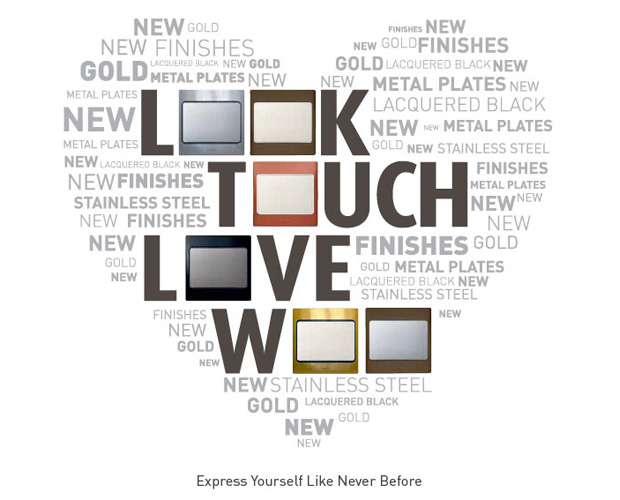 NEW GOLD
NEW FINISHES
GOLD LACQUERED BLACK NEW GOLD
METAL PLATES NEW
METAL PLATES
NEW
METAL PLATES
NEW LACQUERED BLACK NEW
NEW FINISHES
STAINLESS STEEL
NEW FINISHES
NEW
GOLD
NEW
FINISHES
NEW
GOLD
NEW
FINISHES NEW
NEW GOLD FINISHES
GOLD LACQUERED BLACK NEW
NEW METAL PLATES NEW
LACQUERED BLACK
NEW NEW METAL PLATES
GOLD NEW STAINLESS STEEL
FINISHES
METAL PLATES
NEW NEW
NEW
FINISHES GOLD
GOLD METAL PLATES
LACQUERED BLACK NEW
STAINLESS STEEL
NEW
L K
T UCH
L VE
W
NEW STAINLESS STEEL
GOLD LACQUERED BLACK
NEW GOLD
NEW
Express Yourself Like Never Before